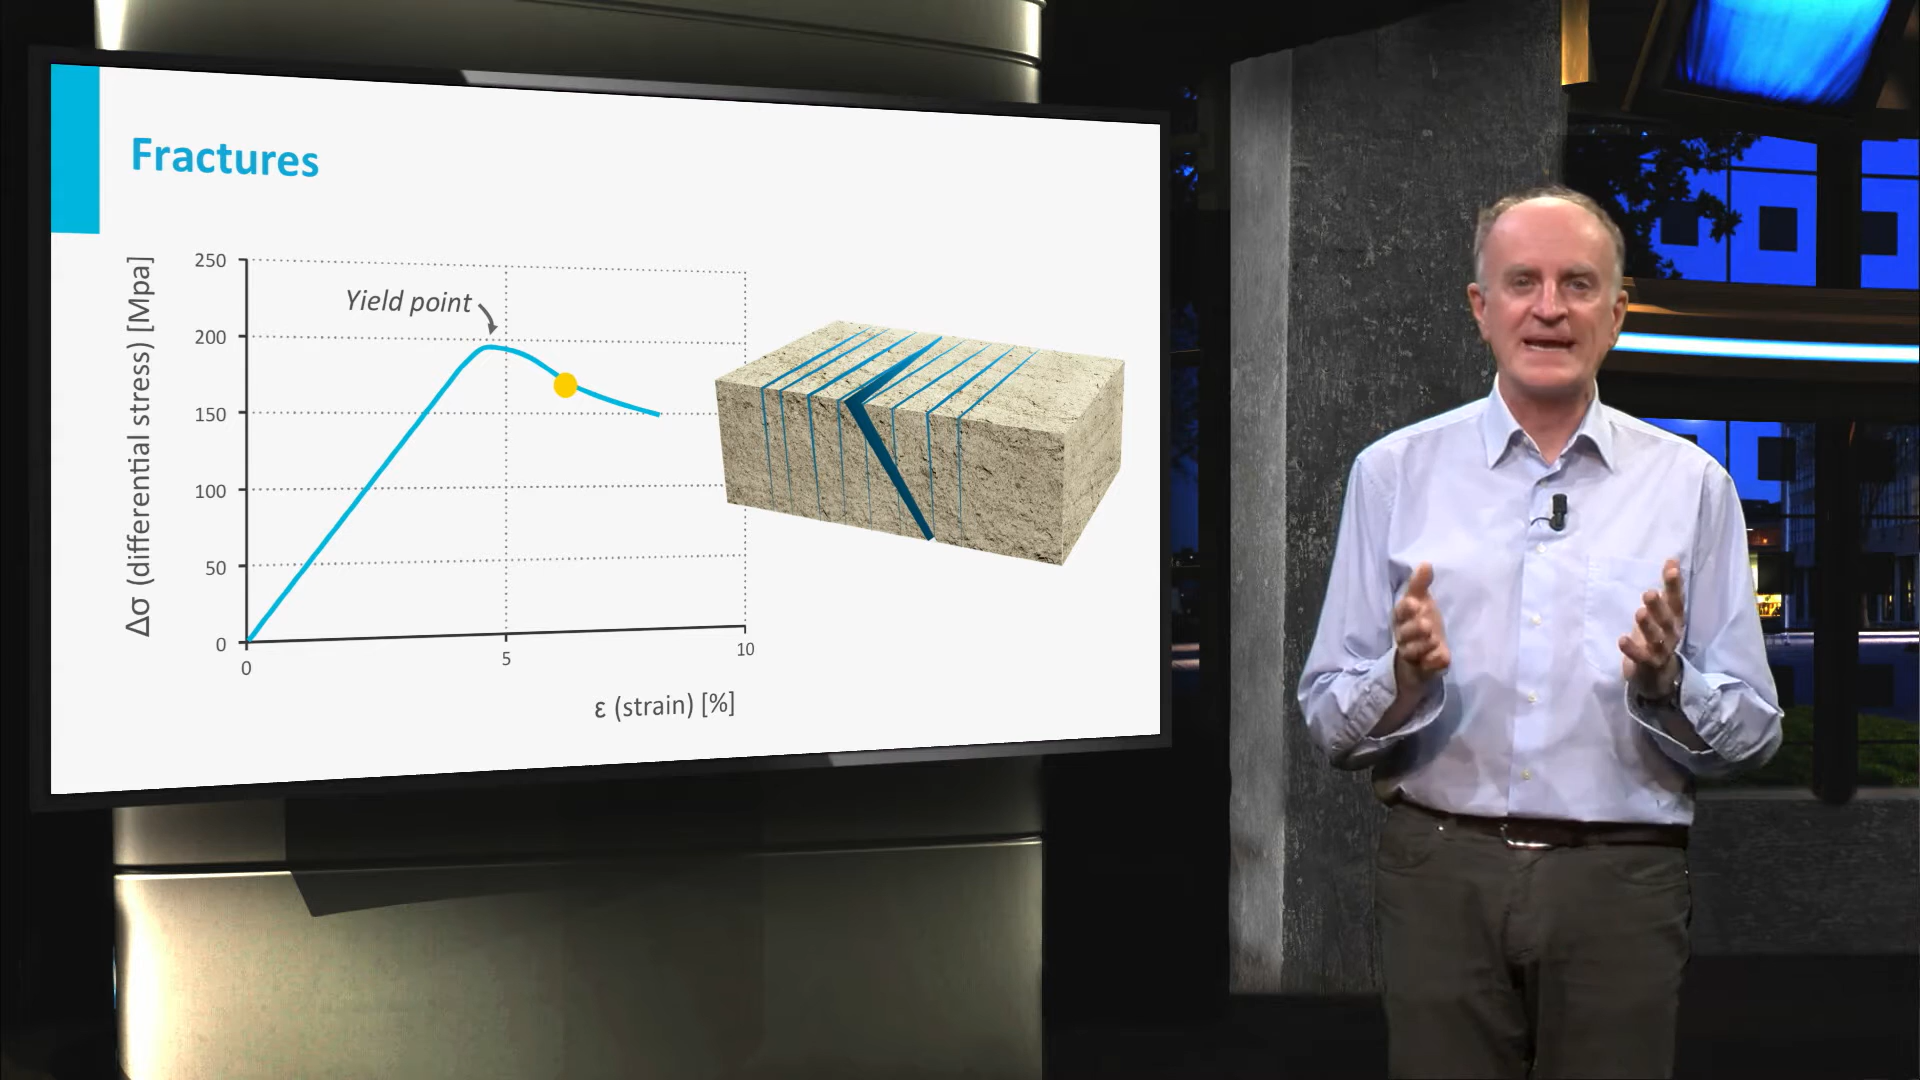 Fractures
Δσ (differential stress) [Mpa]
250
200
150
100
50
0
Yield point
0
5
10
ε (strain) [%]